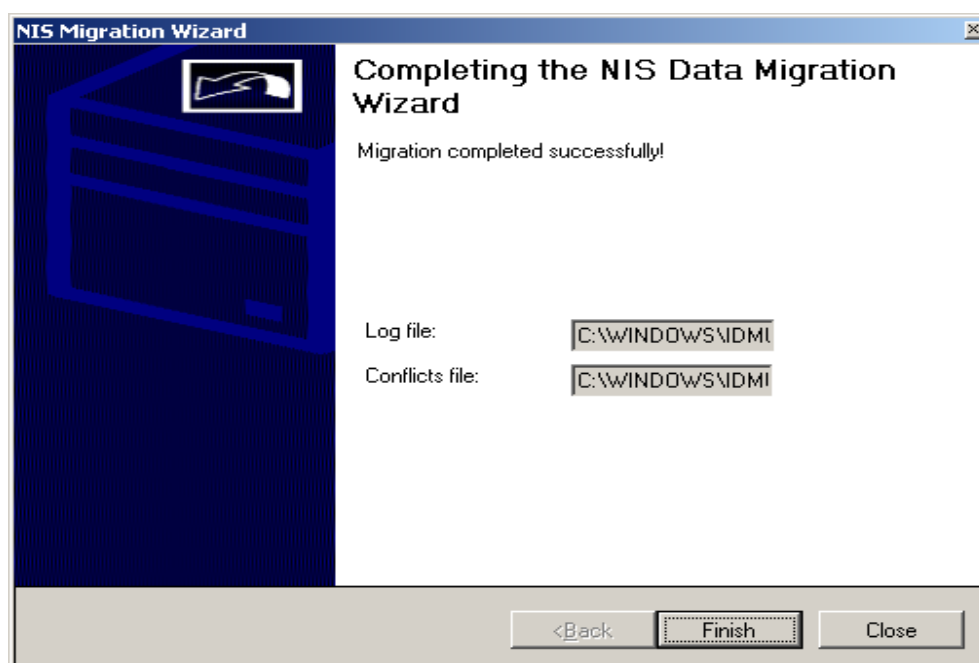 NIS Migration Wizard
Completing the NIS Data Migration
Wizard
Migration completed successfully!
Log file:
C:\WINDOWS\IDMU
Conflicts file:
C:\WINDOWS\IDMU
<Back
Finish
Close